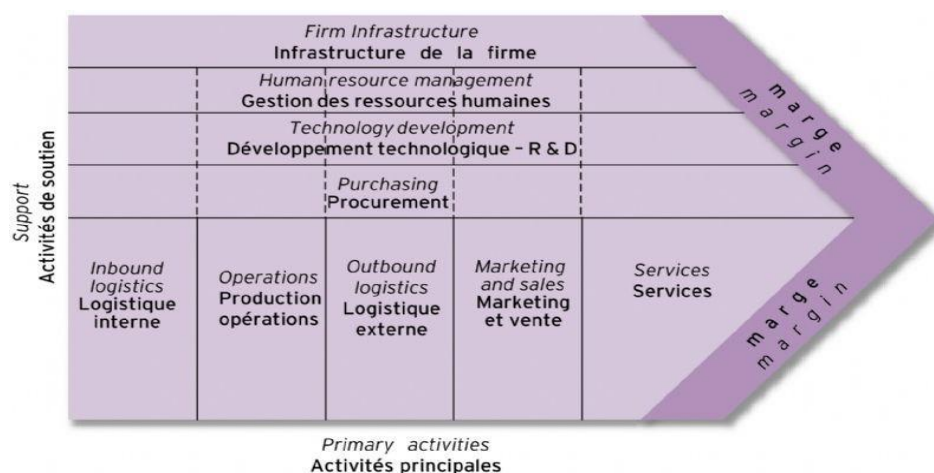 Firm Infrastructure
Infrastructure de la firme
Human resource management
Gestion des ressources humaines
Technology development
Développement technologique – R & D
Purchasing
Procurement
Support
Activités de soutien
Inbound
logistics
Logistique
interne
Operations
Production
opérations
Outbound
logistics
Logistique
externe
Marketing
and sales
Marketing
et vente
Services
Services
marge
margin
marge
margin
Primary activities
Activités principales